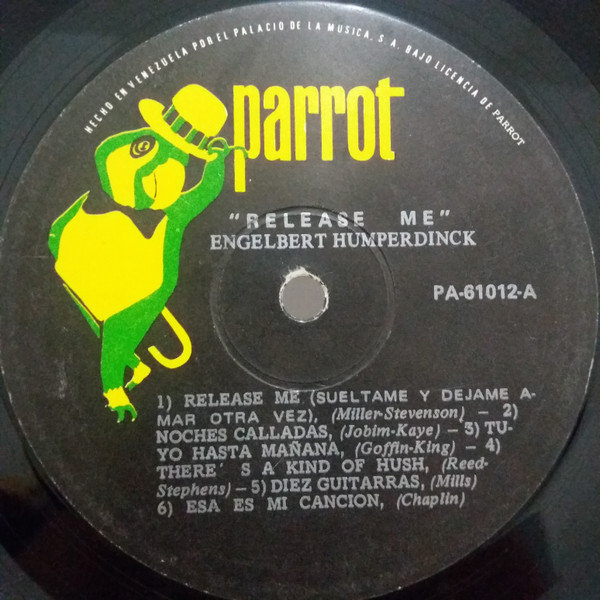 HECHO EN VENEZUELA POR EL PALACIO DE LA MUSICA, S. A. BAJO LICENCIA DE PARROT
parrot
"RELEASE ME"
ENGELBERT HUMPERDINCK
PA-61012-A
1) RELEASE ME (SUELTAME Y DEJAME A-
MAR OTRA VEZ), (Miller-Stevenson) – 2)
NOCHES CALLADAS, (Jobim-Kaye) – 3) TU-
YO HASTA MAÑANA, (Goffin-King) – 4)
THERE´ S A KIND OF HUSH, (Reed-
Stephens) – 5) DIEZ GUITARRAS, (Mills)
6) ESA ES MI CANCION, (Chaplin)